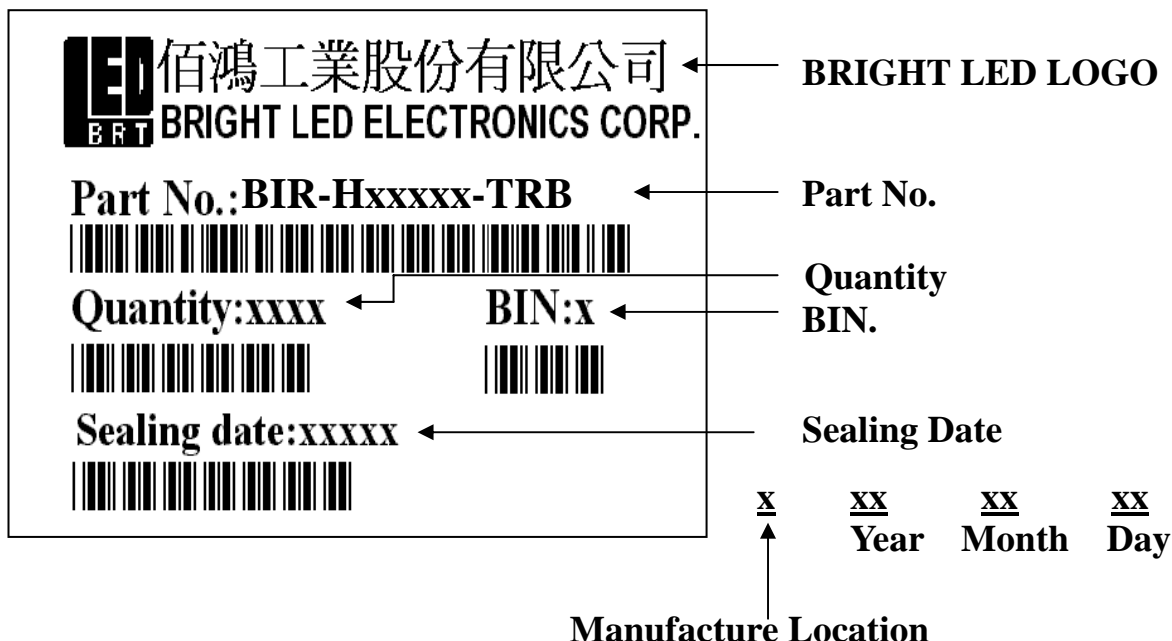 LED 佰鴻工業股份有限公司 BRIGHT LED LOGO
BRT BRIGHT LED ELECTRONICS CORP.
Part No.:BIR-Hxxxxx-TRB Part No.
Quantity:xxxx BIN:x Quantity
BIN.
Sealing date:xxxxx Sealing Date
x xx xx xx
Year Month Day
Manufacture Location